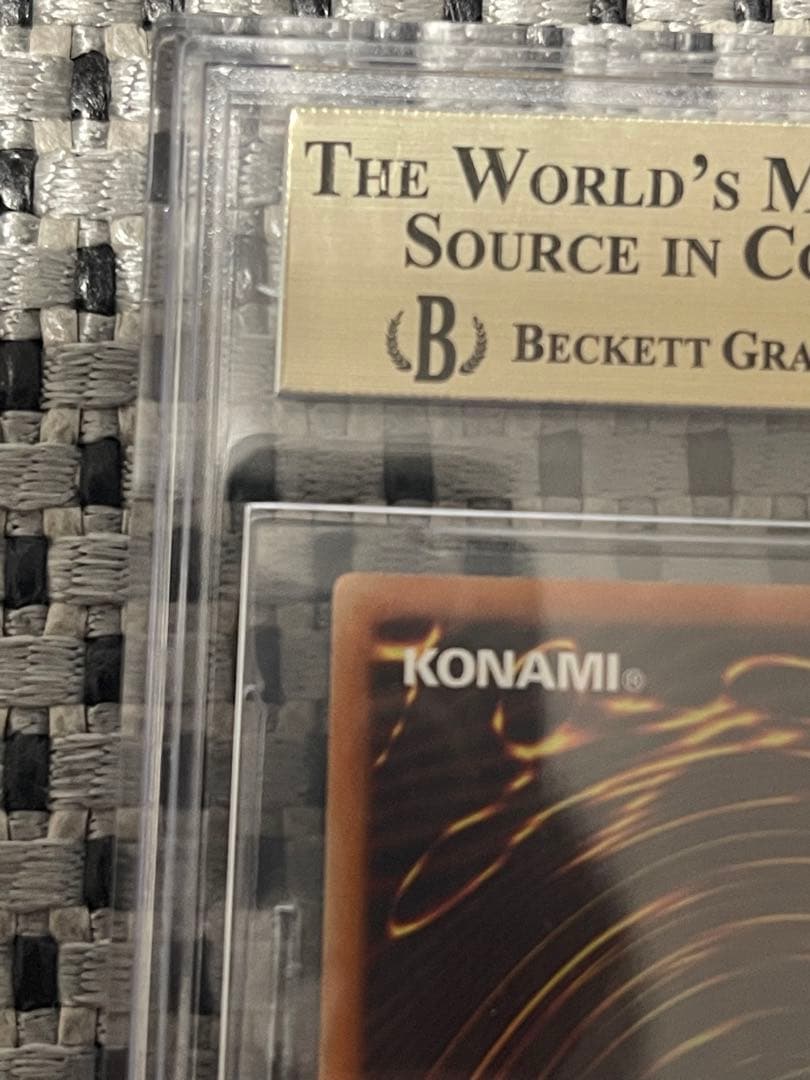 THE WORLD'S M
SOURCE IN CO
B BECKETT GRA
KONAMI®